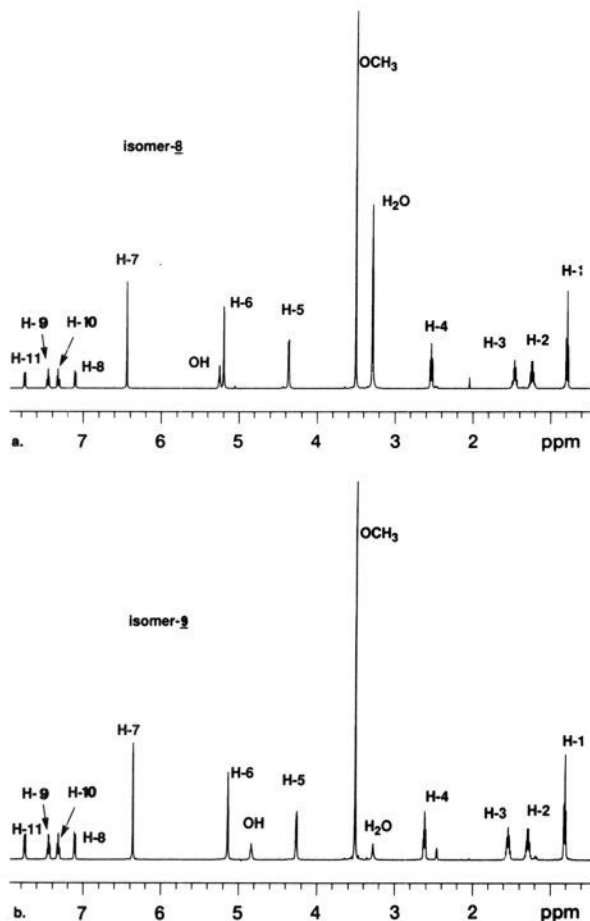 OCH3
isomer-8
H2O
H-7
H-1
H-6
H-5
H-9
H-10
H-4
H-3
H-2
H-11
H-8
OH
7
6
5
4
3
2
ppm
a.
OCH3
isomer-9
H-7
H-1
H-6
H-5
H-9
H-10
H-4
H-3
H-2
H-11
H-8
OH
H2O
7
6
5
4
3
2
ppm
b.